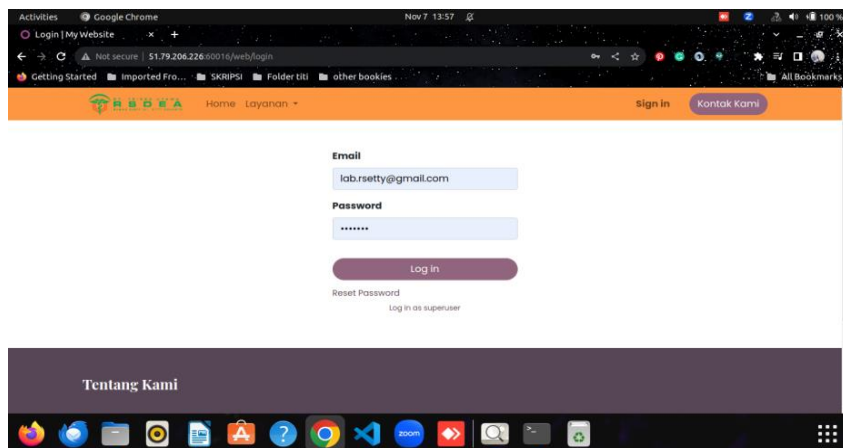 Activities Google Chrome Nov 7 13:57 100 %
Login | My Website
Not secure | 51.79.206.226:60016/web/login
Getting Started Imported Fro... SKRIPSI Folder titi other bookies All Bookmarks
RSDEA Home Layanan Sign in Kontak Kami
Email
lab.rsetty@gmail.com
Password
•••••••
Log in
Reset Password
Log in as superuser
Tentang Kami
zoom